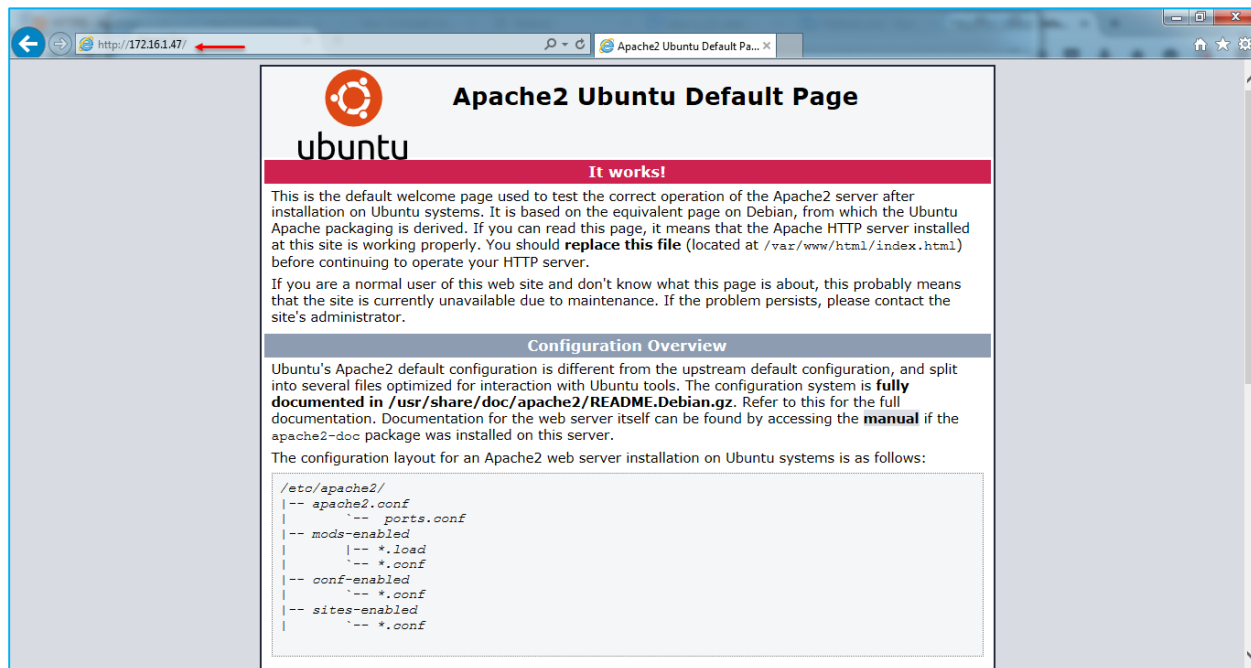 http://172.16.1.47/
Apache2 Ubuntu Default Pa...
ubuntu
Apache2 Ubuntu Default Page
It works!
This is the default welcome page used to test the correct operation of the Apache2 server after
installation on Ubuntu systems. It is based on the equivalent page on Debian, from which the Ubuntu
Apache packaging is derived. If you can read this page, it means that the Apache HTTP server installed
at this site is working properly. You should replace this file (located at /var/www/html/index.html)
before continuing to operate your HTTP server.
If you are a normal user of this web site and don't know what this page is about, this probably means
that the site is currently unavailable due to maintenance. If the problem persists, please contact the
site's administrator.
Configuration Overview
Ubuntu's Apache2 default configuration is different from the upstream default configuration, and split
into several files optimized for interaction with Ubuntu tools. The configuration system is fully
documented in /usr/share/doc/apache2/README.Debian.gz. Refer to this for the full
documentation. Documentation for the web server itself can be found by accessing the manual if the
apache2-doc package was installed on this server.
The configuration layout for an Apache2 web server installation on Ubuntu systems is as follows:
/etc/apache2/
|-- apache2.conf
|       `--  ports.conf
|-- mods-enabled
|       |-- *.load
|       `-- *.conf
|-- conf-enabled
|       `-- *.conf
|-- sites-enabled
|       `-- *.conf